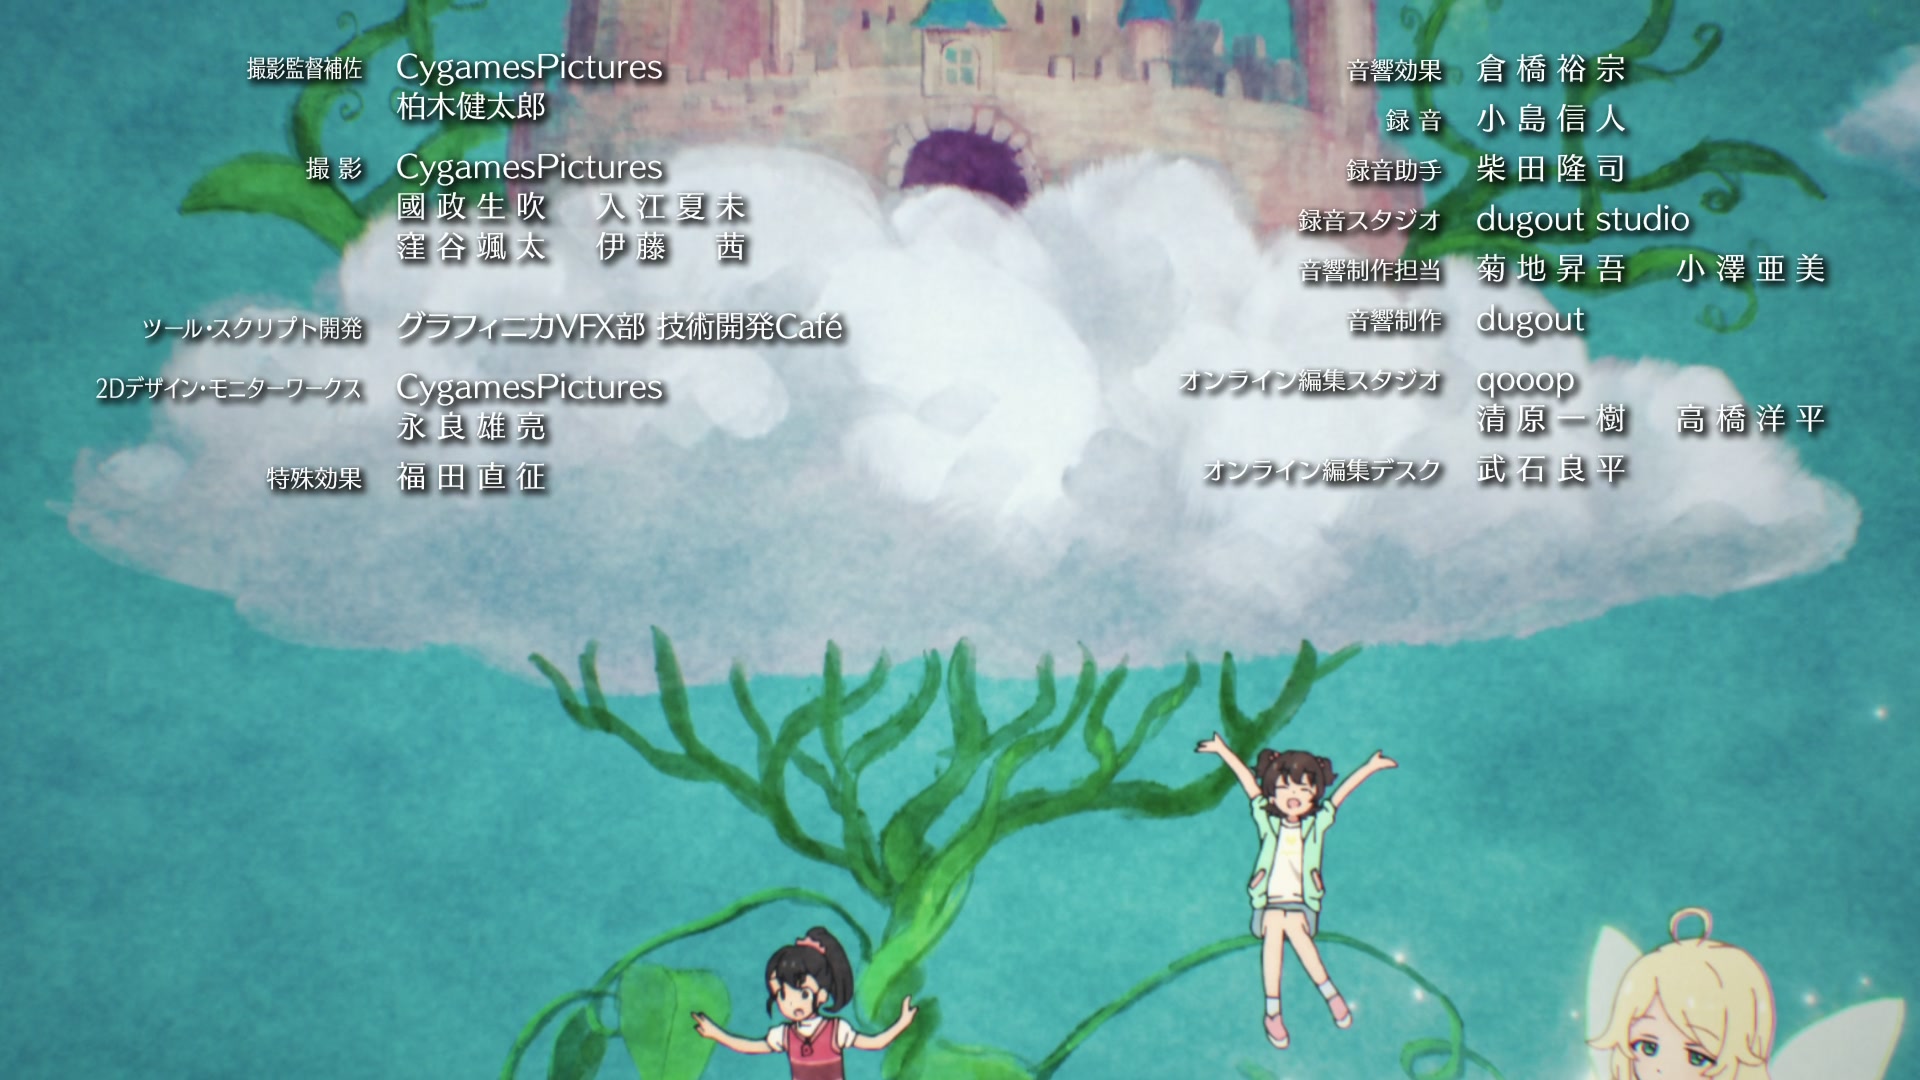 撮影監督補佐 CygamesPictures
柏木健太郎
撮影 CygamesPictures
國政生吹 入江夏未
窪谷颯太 伊藤 茜
ツール・スクリプト開発 グラフィニカVFX部 技術開発Café
2Dデザイン・モニターワークス CygamesPictures
永良雄亮
特殊効果 福田直征
音響効果 倉橋裕宗
録音 小島信人
録音助手 柴田隆司
録音スタジオ dugout studio
音響制作担当 菊地昇吾 小澤亜美
音響制作 dugout
オンライン編集スタジオ qooop
清原一樹 高橋洋平
オンライン編集デスク 武石良平